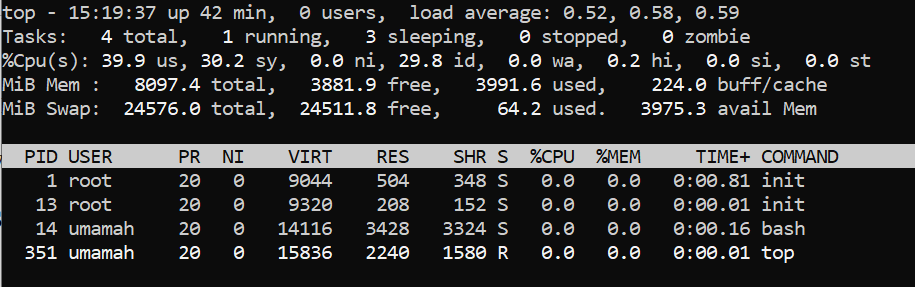 top - 15:19:37 up 42 min,  0 users,  load average: 0.52, 0.58, 0.59
Tasks:   4 total,   1 running,   3 sleeping,   0 stopped,   0 zombie
%Cpu(s): 39.9 us, 30.2 sy,  0.0 ni, 29.8 id,  0.0 wa,  0.2 hi,  0.0 si,  0.0 st
MiB Mem :   8097.4 total,   3881.9 free,   3991.6 used,    224.0 buff/cache
MiB Swap:  24576.0 total,  24511.8 free,     64.2 used.   3975.3 avail Mem
  PID USER      PR  NI    VIRT    RES    SHR S  %CPU  %MEM     TIME+ COMMAND
    1 root      20   0    9044    504    348 S   0.0   0.0   0:00.81 init
   13 root      20   0    9320    208    152 S   0.0   0.0   0:00.01 init
   14 umamah    20   0   14116   3428   3324 S   0.0   0.0   0:00.16 bash
  351 umamah    20   0   15836   2240   1580 R   0.0   0.0   0:00.01 top